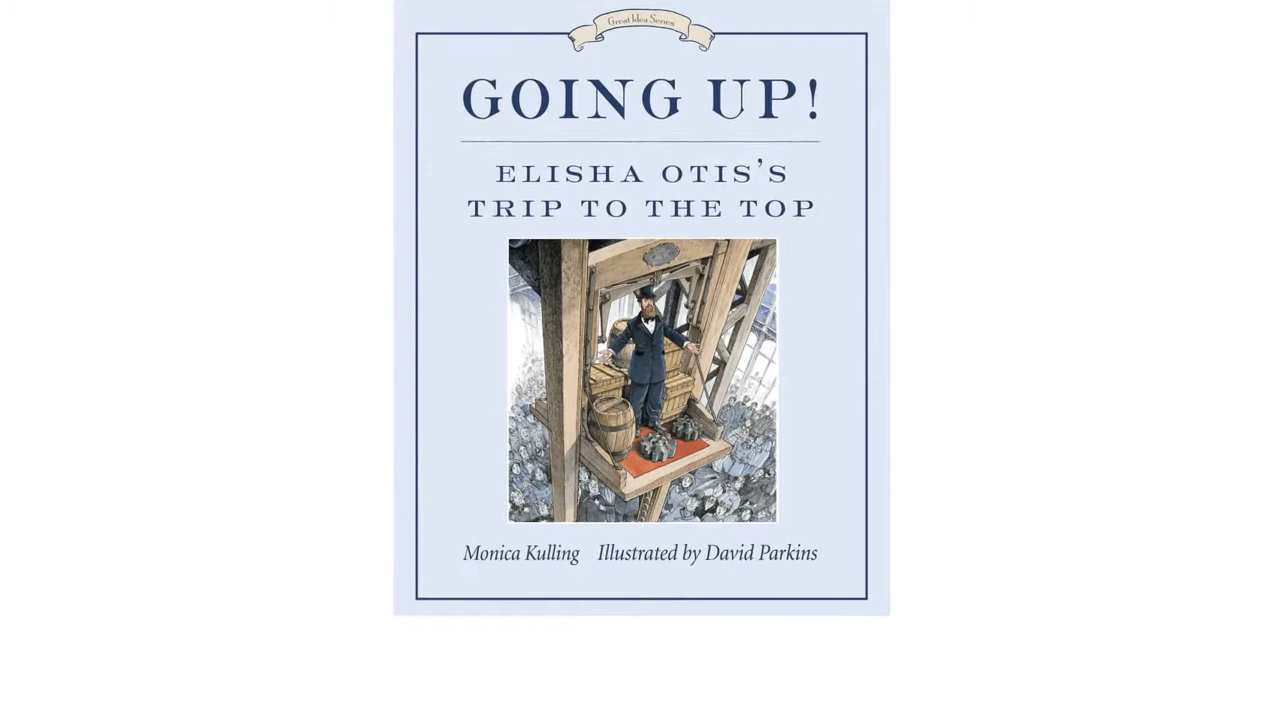 Great Idea Series
GOING UP!
ELISHA OTIS'S
TRIP TO THE TOP
Monica Kulling Illustrated by David Parkins